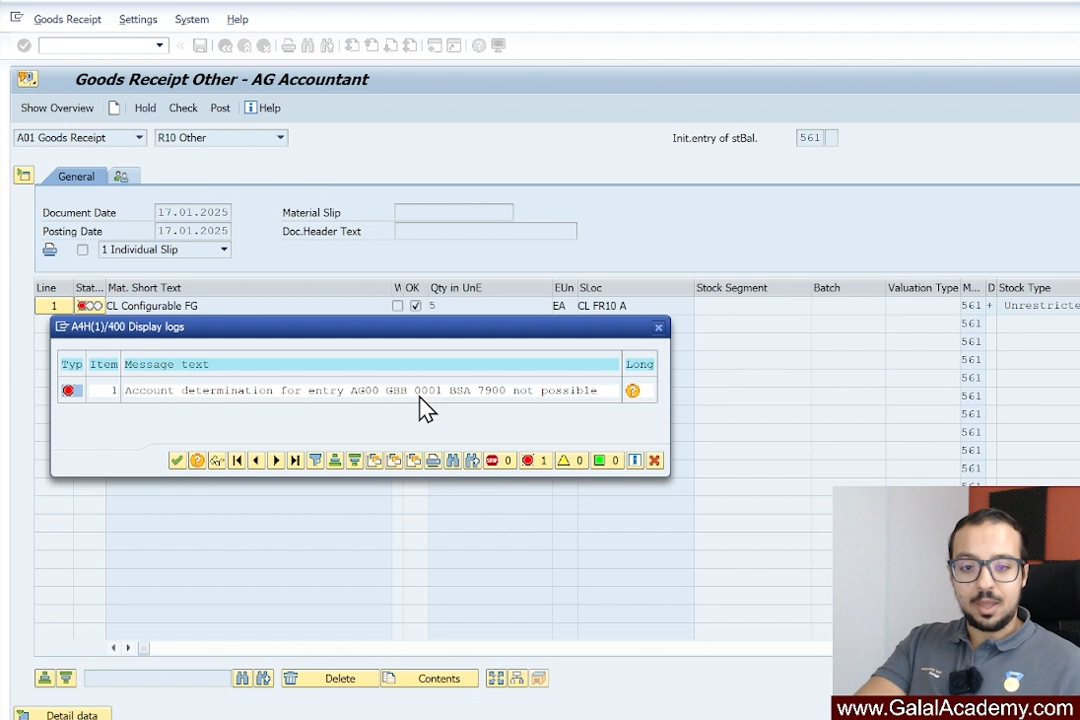 Goods Receipt Settings System Help
Goods Receipt Other - AG Accountant
Show Overview Hold Check Post Help
A01 Goods Receipt R10 Other Init.entry of stBal. 561
General
Document Date 17.01.2025 Material Slip
Posting Date 17.01.2025 Doc.Header Text
1 Individual Slip
Line Stat... Mat. Short Text OK Qty in UnE EUn SLoc Stock Segment Batch Valuation Type M... D Stock Type
1 CL Configurable FG 5 EA CL FR10 A 561 + Unrestricte
A4H(1)/400 Display logs
561
561
Typ Item Message text Long
561
1 Account determination for entry AG00 GBB 0001 BSA 7900 not possible
561
561
561
561
561
STOP 0 1 0 0
561
Delete Contents
Detail data
www.GalalAcademy.com